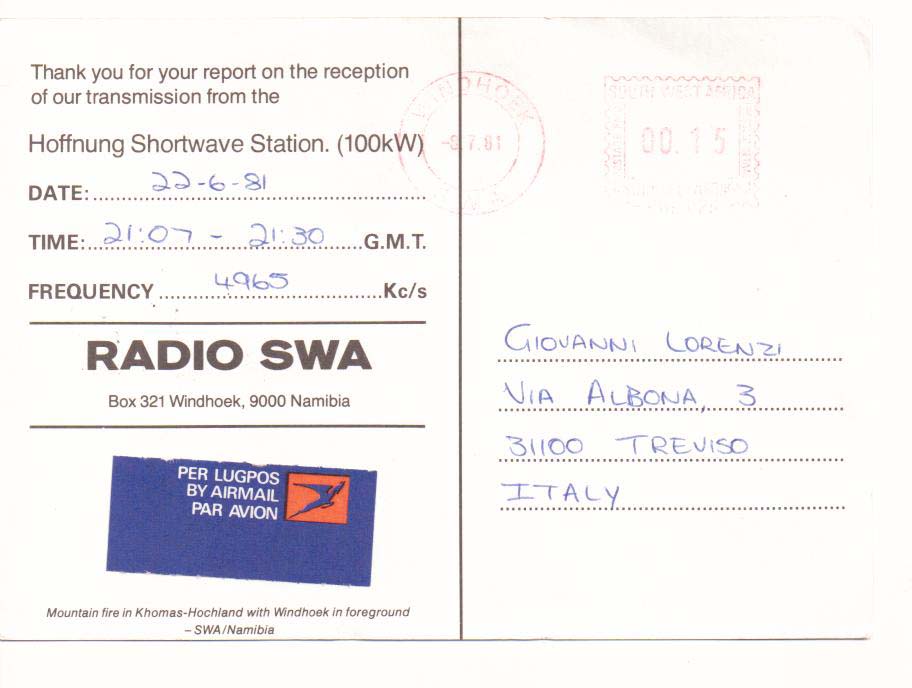 Thank you for your report on the reception
of our transmission from the
Hoffnung Shortwave Station. (100kW)
DATE: 22-6-81
TIME: 21:07 - 21:30 G.M.T.
FREQUENCY 4965 Kc/s
RADIO SWA
Box 321 Windhoek, 9000 Namibia
PER LUGPOS
BY AIRMAIL
PAR AVION
Mountain fire in Khomas-Hochland with Windhoek in foreground
– SWA/Namibia
WINDHOEK
7.81
SOUTH WEST AFRICA
00.15
GIOVANNI LORENZI
VIA ALBONA, 3
31100 TREVISO
ITALY